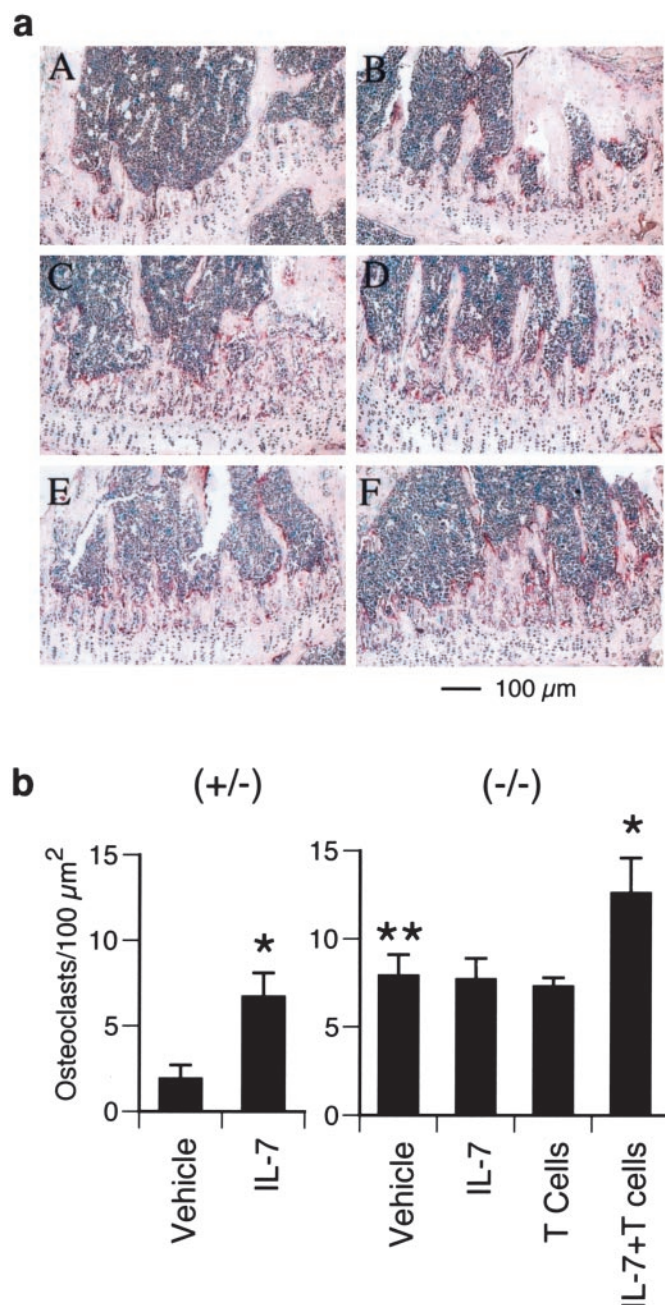 a
A
B
C
D
E
F
100 μm
b
(+/-)
(-/-)
Osteoclasts/100 μm²
15
10
5
0
*
Vehicle
IL-7
15
10
5
0
**
*
Vehicle
IL-7
T Cells
IL-7+T cells